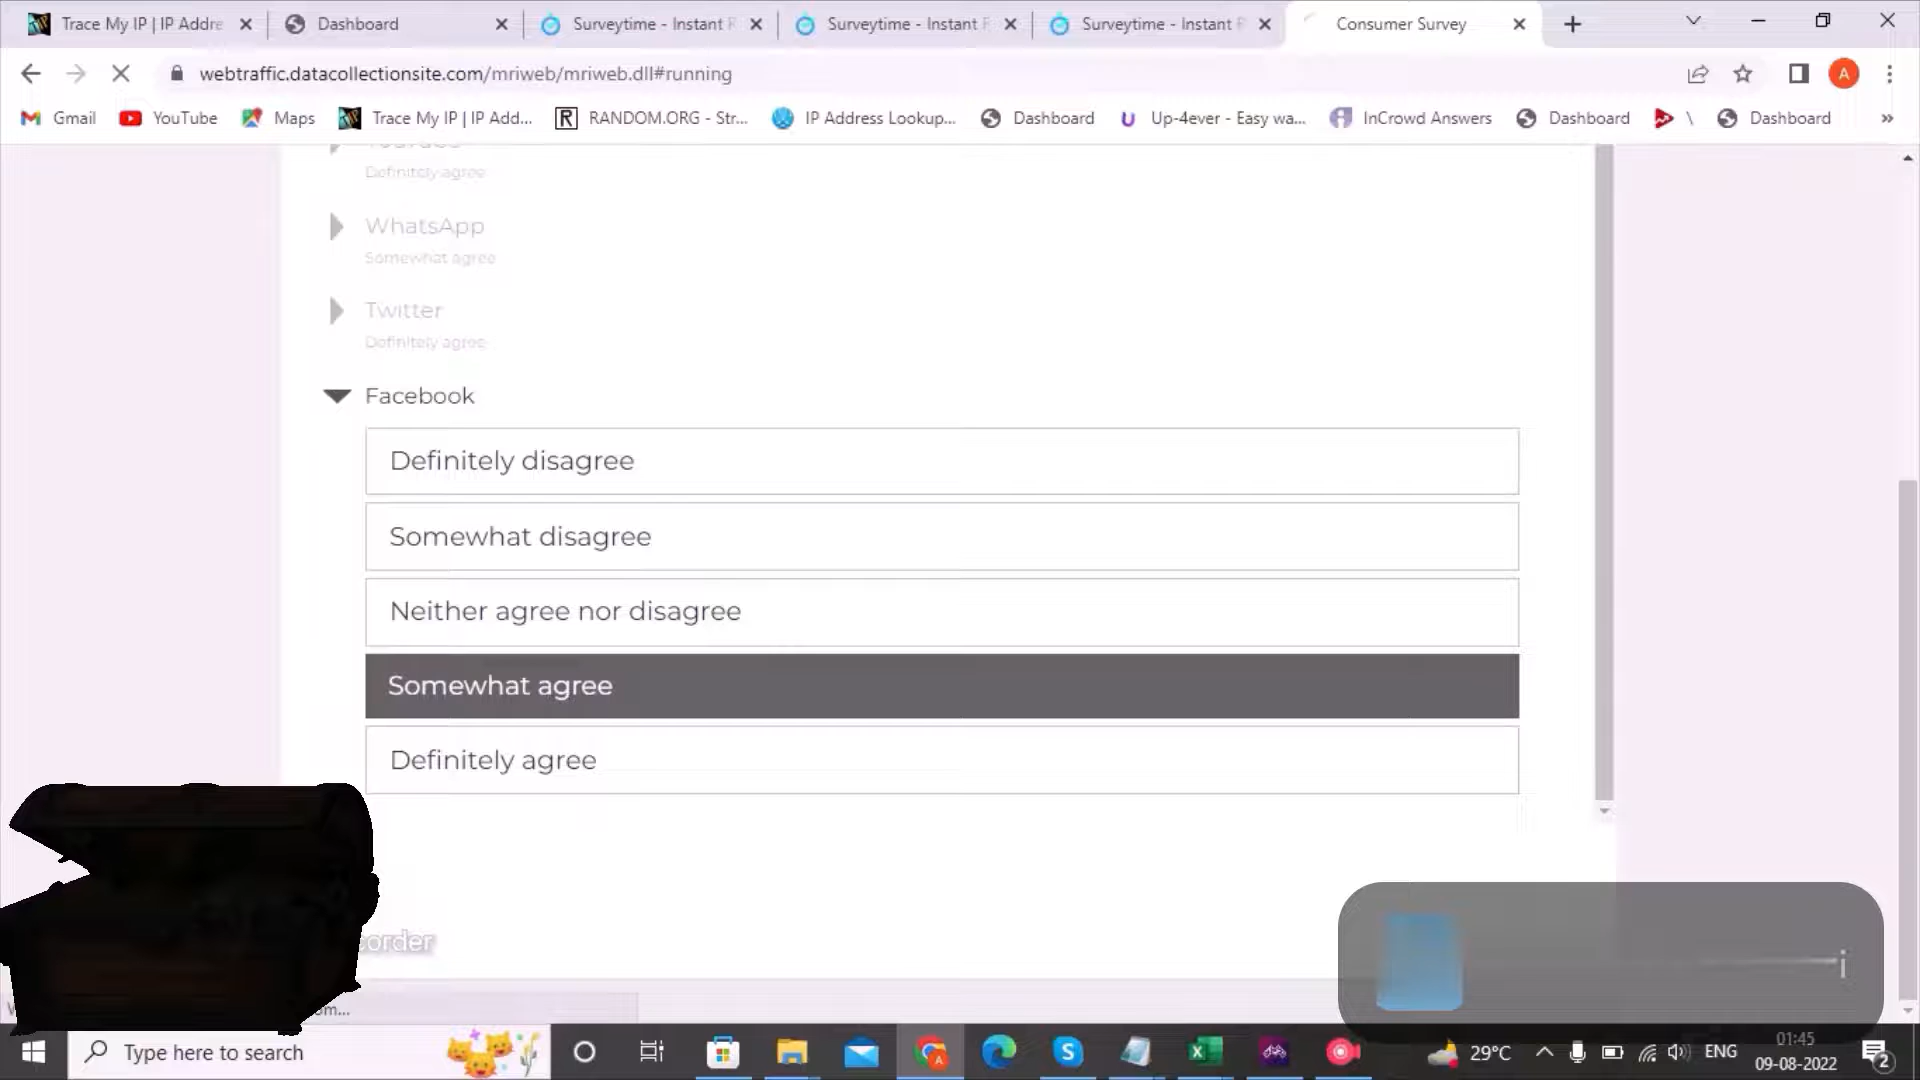 Trace My IP | IP Addre
Dashboard
Surveytime - Instant
Surveytime - Instant
Surveytime - Instant
Consumer Survey
webtraffic.datacollectionsite.com/mriweb/mriweb.dll#running
A
Gmail
YouTube
Maps
Trace My IP | IP Add...
RANDOM.ORG - Str...
IP Address Lookup...
Dashboard
Up-4ever - Easy wa...
InCrowd Answers
Dashboard
\
Dashboard
»
Definitely agree
WhatsApp
Somewhat agree
Twitter
Definitely agree
Facebook
Definitely disagree
Somewhat disagree
Neither agree nor disagree
Somewhat agree
Definitely agree
corder
om...
Type here to search
29°C
ENG
01:45
09-08-2022
2